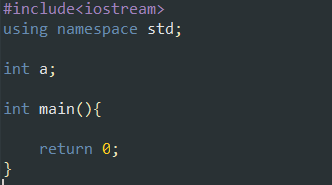 #include<iostream>
using namespace std;
int a;
int main(){
return 0;
}